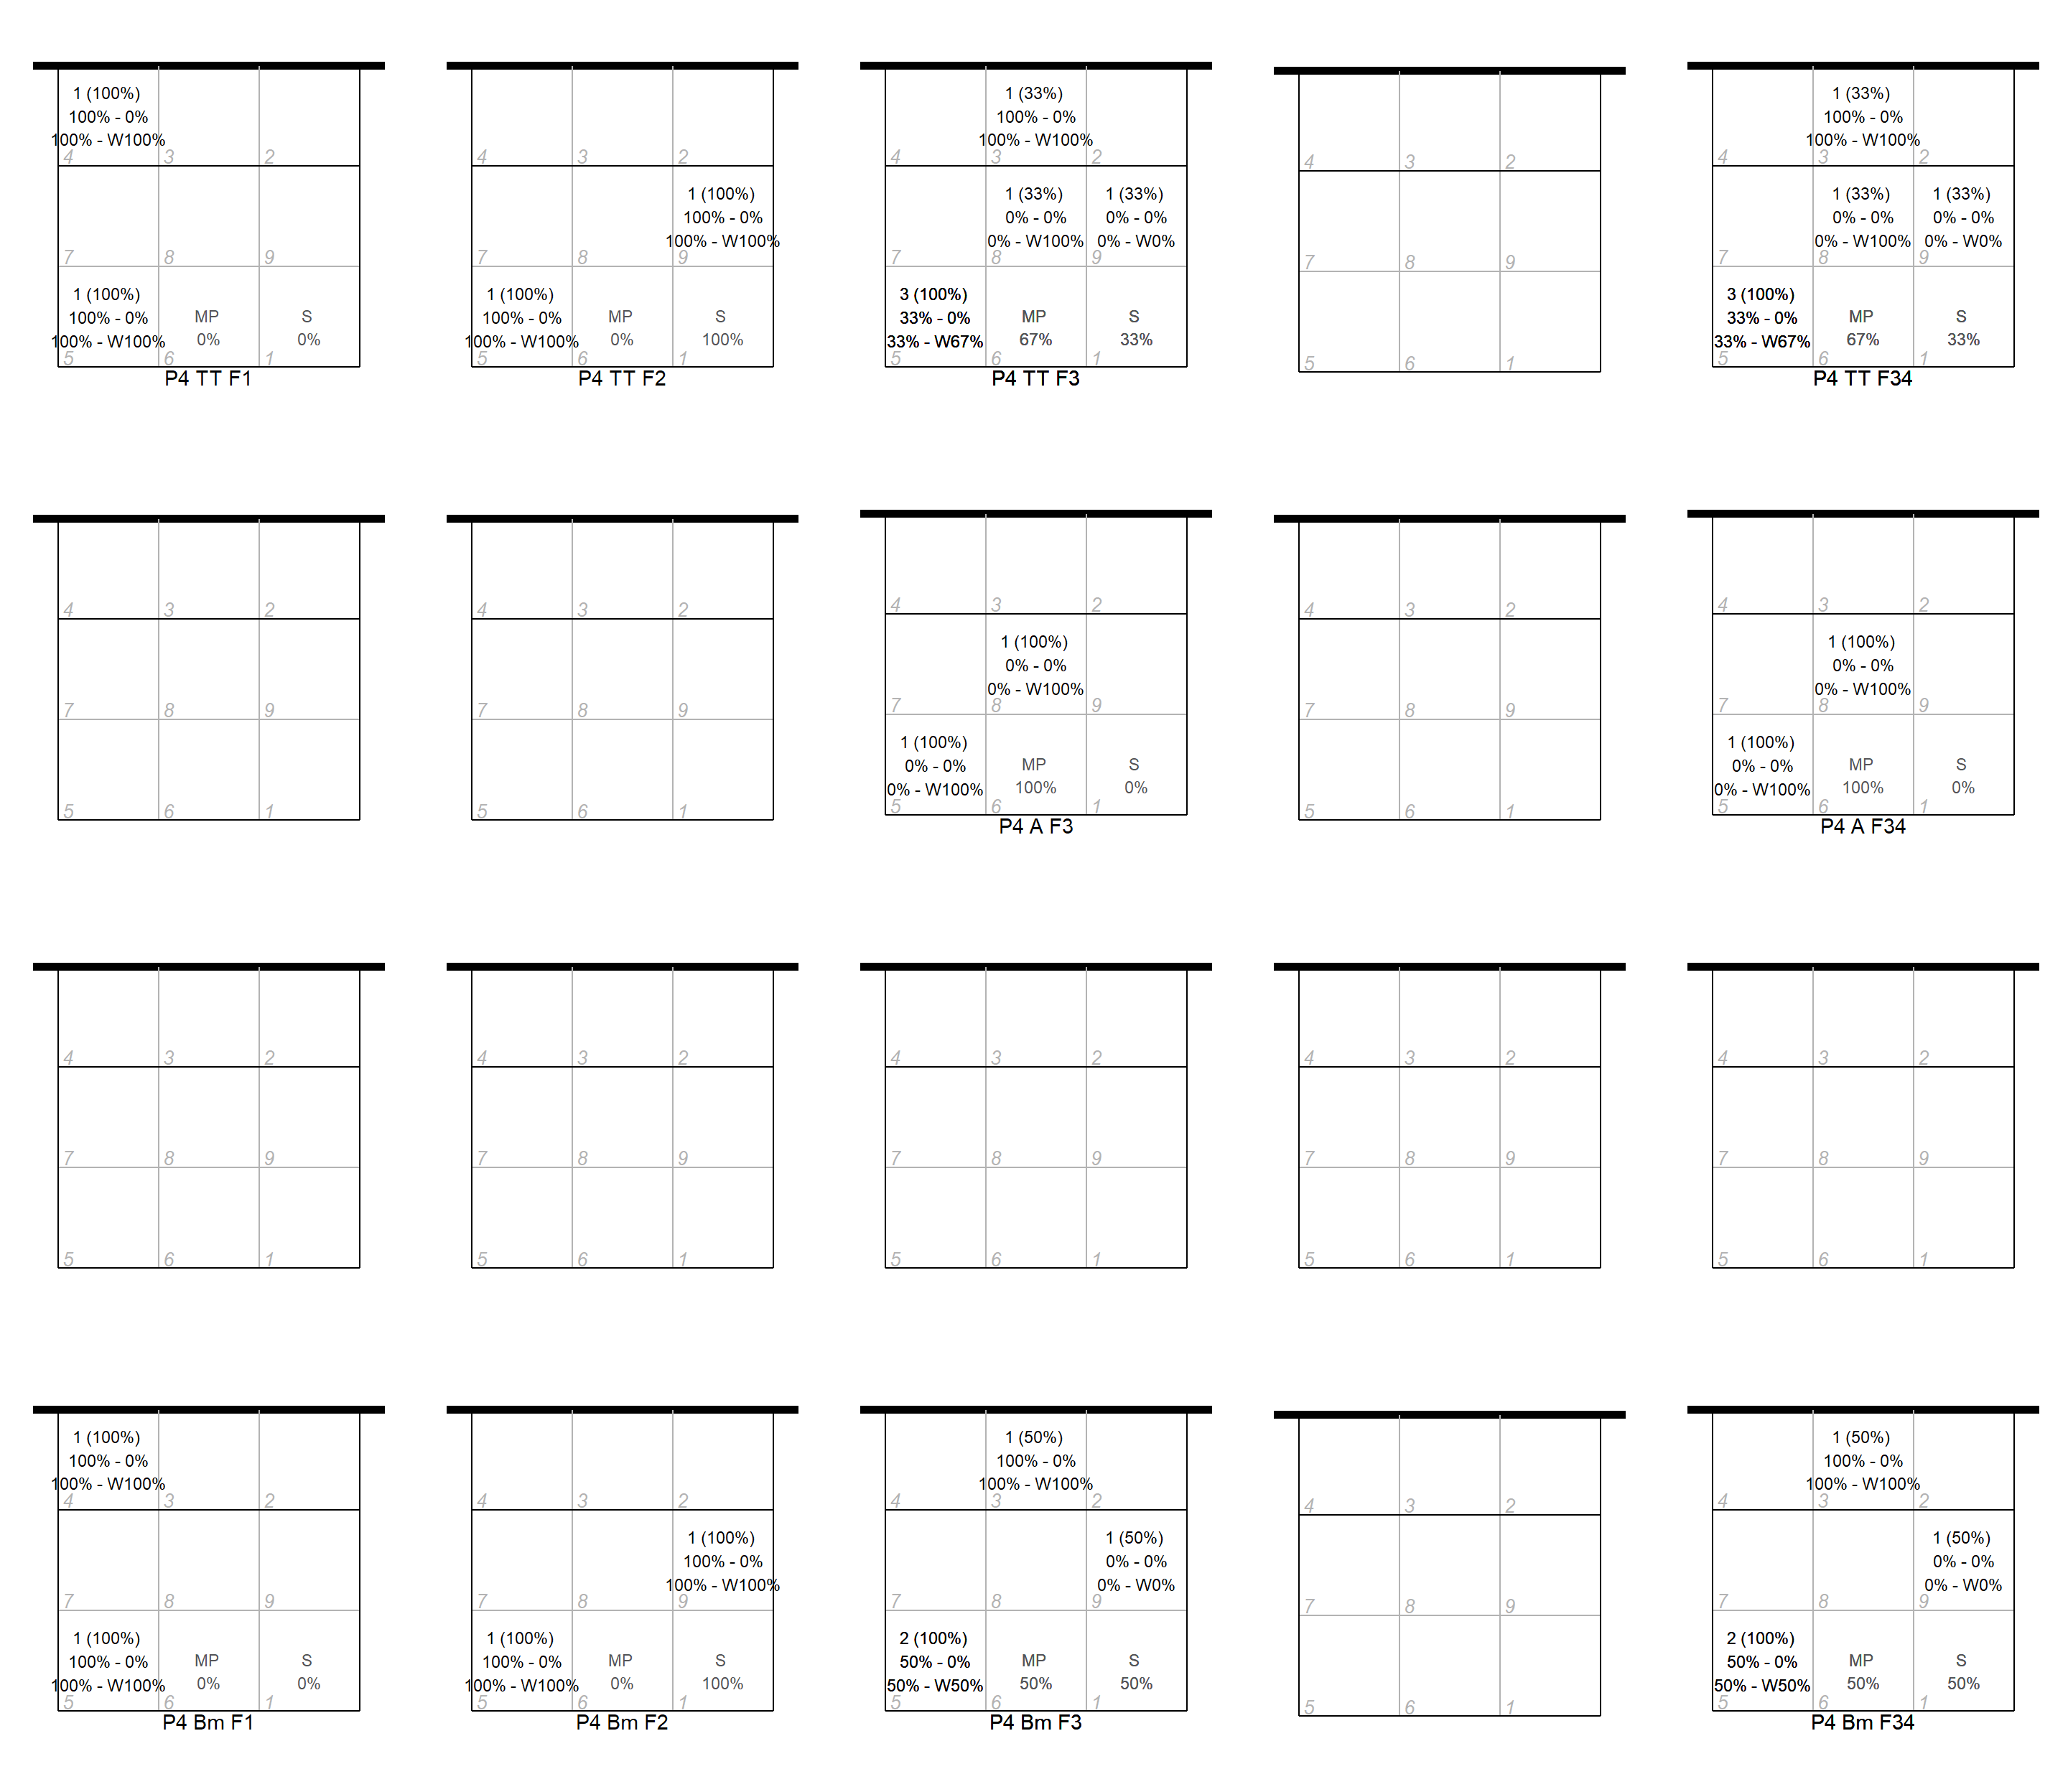 1 (100%)
100% - 0%
100% - W100%
4 3 2
7 8 9
1 (100%)
100% - 0%
100% - W100%
MP
0%
S
0%
5 6 1
P4 TT F1
4 3 2
1 (100%)
100% - 0%
100% - W100%
7 8 9
1 (100%)
100% - 0%
100% - W100%
MP
0%
S
100%
5 6 1
P4 TT F2
1 (33%)
100% - 0%
100% - W100%
4 3 2
1 (33%)
0% - 0%
0% - W100%
1 (33%)
0% - 0%
0% - W0%
7 8 9
3 (100%)
33% - 0%
33% - W67%
MP
67%
S
33%
5 6 1
P4 TT F3
4 3 2
7 8 9
5 6 1
1 (33%)
100% - 0%
100% - W100%
4 3 2
1 (33%)
0% - 0%
0% - W100%
1 (33%)
0% - 0%
0% - W0%
7 8 9
3 (100%)
33% - 0%
33% - W67%
MP
67%
S
33%
5 6 1
P4 TT F34
4 3 2
7 8 9
5 6 1
4 3 2
7 8 9
5 6 1
4 3 2
1 (100%)
0% - 0%
0% - W100%
7 8 9
1 (100%)
0% - 0%
0% - W100%
MP
100%
S
0%
5 6 1
P4 A F3
4 3 2
7 8 9
5 6 1
4 3 2
1 (100%)
0% - 0%
0% - W100%
7 8 9
1 (100%)
0% - 0%
0% - W100%
MP
100%
S
0%
5 6 1
P4 A F34
4 3 2
7 8 9
5 6 1
4 3 2
7 8 9
5 6 1
4 3 2
7 8 9
5 6 1
4 3 2
7 8 9
5 6 1
4 3 2
7 8 9
5 6 1
1 (100%)
100% - 0%
100% - W100%
4 3 2
7 8 9
1 (100%)
100% - 0%
100% - W100%
MP
0%
S
0%
5 6 1
P4 Bm F1
4 3 2
1 (100%)
100% - 0%
100% - W100%
7 8 9
1 (100%)
100% - 0%
100% - W100%
MP
0%
S
100%
5 6 1
P4 Bm F2
1 (50%)
100% - 0%
100% - W100%
4 3 2
1 (50%)
0% - 0%
0% - W0%
7 8 9
2 (100%)
50% - 0%
50% - W50%
MP
50%
S
50%
5 6 1
P4 Bm F3
4 3 2
7 8 9
5 6 1
1 (50%)
100% - 0%
100% - W100%
4 3 2
1 (50%)
0% - 0%
0% - W0%
7 8 9
2 (100%)
50% - 0%
50% - W50%
MP
50%
S
50%
5 6 1
P4 Bm F34